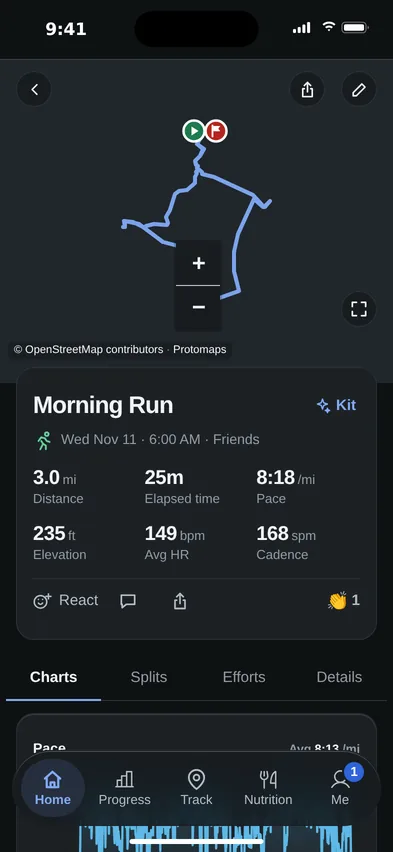 9:41
+
−
© OpenStreetMap contributors · Protomaps
Morning Run
Kit
Wed Nov 11 · 6:00 AM · Friends
3.0 mi 25m 8:18 /mi
Distance Elapsed time Pace
235 ft 149 bpm 168 spm
Elevation Avg HR Cadence
React 👏 1
Charts Splits Efforts Details
Pace Avg 8:13 /mi
1
Home Progress Track Nutrition Me